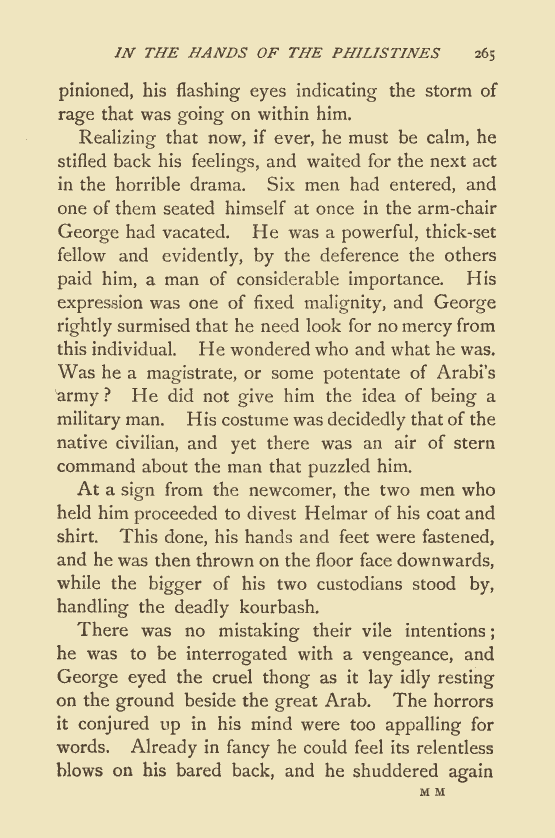 IN THE HANDS OF THE PHILISTINES 265
pinioned, his flashing eyes indicating the storm of
rage that was going on within him.
Realizing that now, if ever, he must be calm, he
stifled back his feelings, and waited for the next act
in the horrible drama. Six men had entered, and
one of them seated himself at once in the arm-chair
George had vacated. He was a powerful, thick-set
fellow and evidently, by the deference the others
paid him, a man of considerable importance. His
expression was one of fixed malignity, and George
rightly surmised that he need look for no mercy from
this individual. He wondered who and what he was.
Was he a magistrate, or some potentate of Arabi's
army? He did not give him the idea of being a
military man. His costume was decidedly that of the
native civilian, and yet there was an air of stern
command about the man that puzzled him.
At a sign from the newcomer, the two men who
held him proceeded to divest Helmar of his coat and
shirt. This done, his hands and feet were fastened,
and he was then thrown on the floor face downwards,
while the bigger of his two custodians stood by,
handling the deadly kourbash.
There was no mistaking their vile intentions;
he was to be interrogated with a vengeance, and
George eyed the cruel thong as it lay idly resting
on the ground beside the great Arab. The horrors
it conjured up in his mind were too appalling for
words. Already in fancy he could feel its relentless
blows on his bared back, and he shuddered again
M M